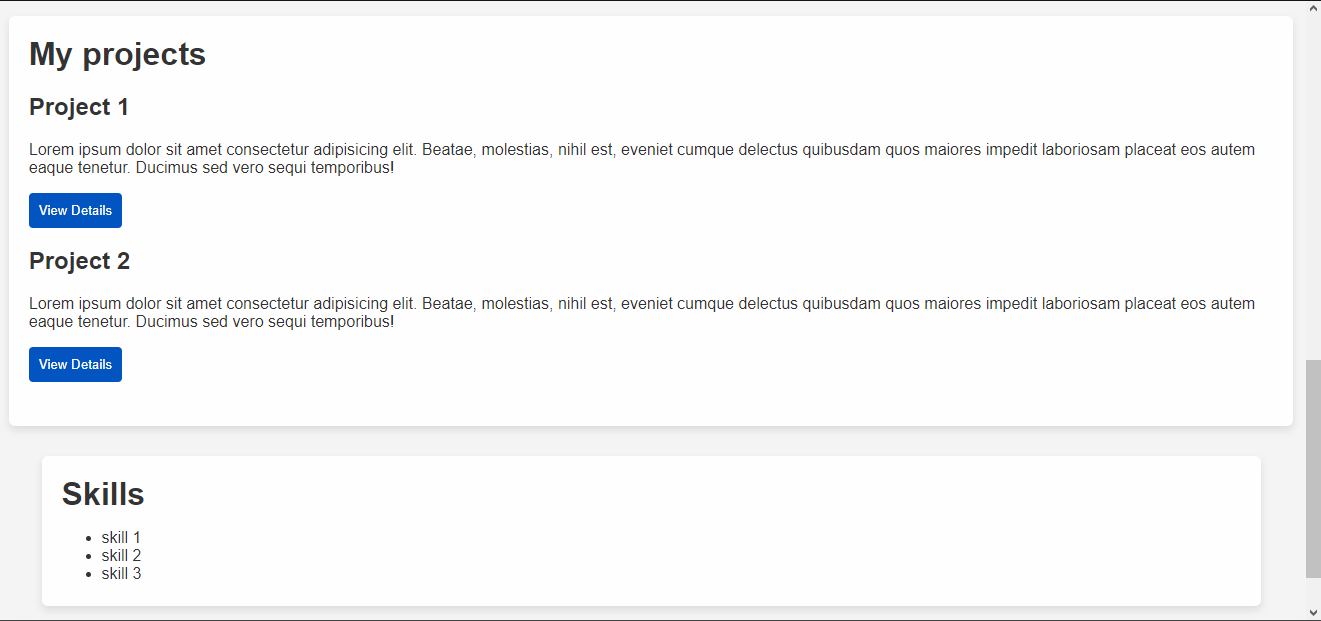 My projects
Project 1
Lorem ipsum dolor sit amet consectetur adipisicing elit. Beatae, molestias, nihil est, eveniet cumque delectus quibusdam quos maiores impedit laboriosam placeat eos autem
eaque tenetur. Ducimus sed vero sequi temporibus!
View Details
Project 2
Lorem ipsum dolor sit amet consectetur adipisicing elit. Beatae, molestias, nihil est, eveniet cumque delectus quibusdam quos maiores impedit laboriosam placeat eos autem
eaque tenetur. Ducimus sed vero sequi temporibus!
View Details
Skills
• skill 1
• skill 2
• skill 3